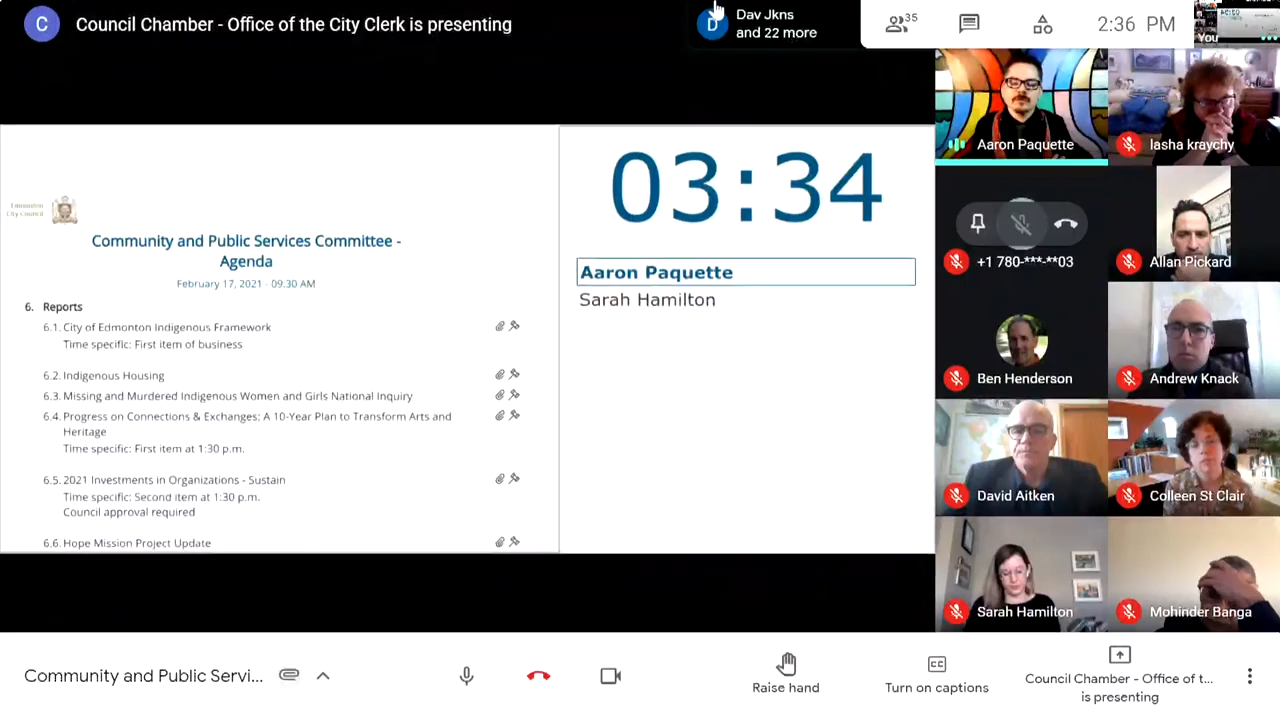 C
Council Chamber - Office of the City Clerk is presenting
D
Dav Jkns
and 22 more
35
2:36 PM
You
Edmonton
City Council
Community and Public Services Committee -
Agenda
February 17, 2021 - 09:30 AM
6. Reports
6.1. City of Edmonton Indigenous Framework
Time specific: First item of business
6.2. Indigenous Housing
6.3. Missing and Murdered Indigenous Women and Girls National Inquiry
6.4. Progress on Connections & Exchanges: A 10-Year Plan to Transform Arts and
Heritage
Time specific: First item at 1:30 p.m.
6.5. 2021 Investments in Organizations - Sustain
Time specific: Second item at 1:30 p.m.
Council approval required
6.6. Hope Mission Project Update
03:34
Aaron Paquette
Sarah Hamilton
Aaron Paquette
lasha kraychy
+1 780-***-**03
Allan Pickard
Ben Henderson
Andrew Knack
David Aitken
Colleen St Clair
Sarah Hamilton
Mohinder Banga
Community and Public Servi...
Raise hand
CC
Turn on captions
Council Chamber - Office of t...
is presenting